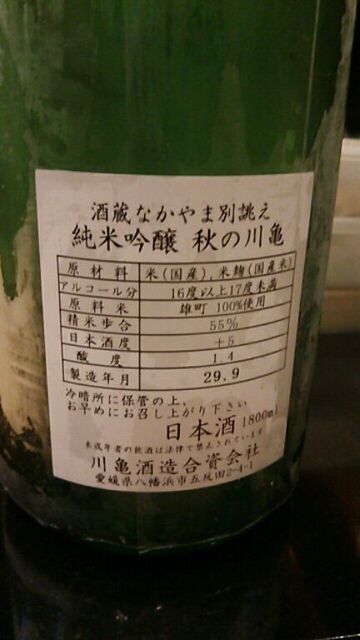 酒蔵なかやま別誂え
純米吟醸 秋の川亀
原材料 米(国産)、米麹(国産米)
アルコール分 16度以上17度未満
原料米 雄町 100%使用
精米歩合 55%
日本酒度 +5
酸度 14
製造年月 29.9
冷暗所に保管の上、
お早めにお召し上がり下さい
日本酒 1800ml
未成年者の飲酒は法律で禁止されています
川亀酒造合資会社
愛媛県八幡浜市五反田2-4-1